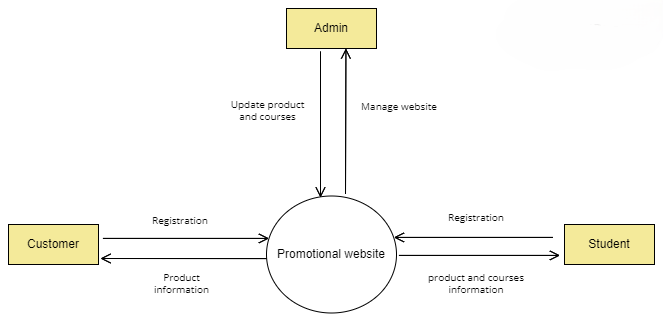 Admin
Update product
and courses
Manage website
Registration
Registration
Customer
Promotional website
Student
Product
information
product and courses
information